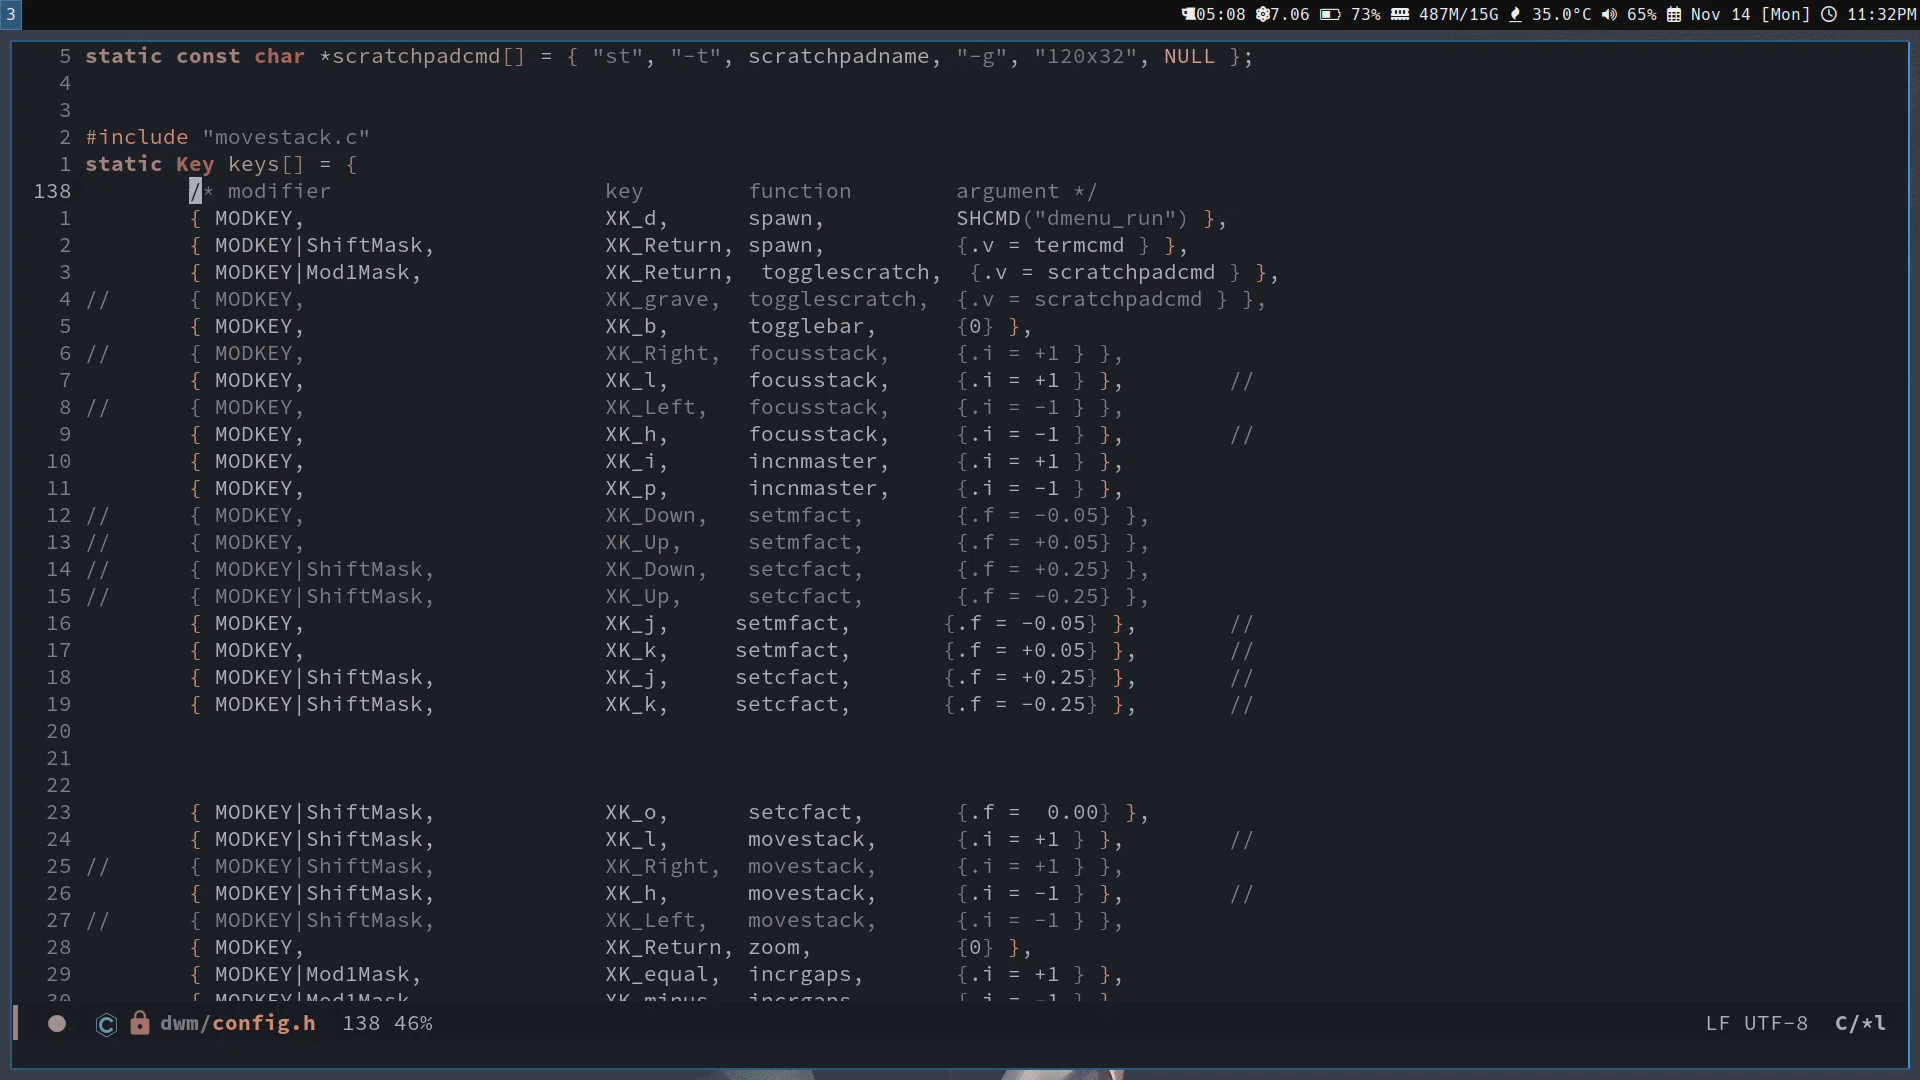 3 05:08 7.06 73% 487M/15G 35.0°C 65% Nov 14 [Mon] 11:32PM
5 static const char *scratchpadcmd[] = { "st", "-t", scratchpadname, "-g", "120x32", NULL };
4
3
2 #include "movestack.c"
1 static Key keys[] = {
138 /* modifier key function argument */
1 { MODKEY, XK_d, spawn, SHCMD("dmenu_run") },
2 { MODKEY|ShiftMask, XK_Return, spawn, {.v = termcmd } },
3 { MODKEY|Mod1Mask, XK_Return, togglescratch, {.v = scratchpadcmd } },
4 // { MODKEY, XK_grave, togglescratch, {.v = scratchpadcmd } },
5 { MODKEY, XK_b, togglebar, {0} },
6 // { MODKEY, XK_Right, focusstack, {.i = +1 } },
7 { MODKEY, XK_l, focusstack, {.i = +1 } }, //
8 // { MODKEY, XK_Left, focusstack, {.i = -1 } },
9 { MODKEY, XK_h, focusstack, {.i = -1 } }, //
10 { MODKEY, XK_i, incnmaster, {.i = +1 } },
11 { MODKEY, XK_p, incnmaster, {.i = -1 } },
12 // { MODKEY, XK_Down, setmfact, {.f = -0.05} },
13 // { MODKEY, XK_Up, setmfact, {.f = +0.05} },
14 // { MODKEY|ShiftMask, XK_Down, setcfact, {.f = +0.25} },
15 // { MODKEY|ShiftMask, XK_Up, setcfact, {.f = -0.25} },
16 { MODKEY, XK_j, setmfact, {.f = -0.05} }, //
17 { MODKEY, XK_k, setmfact, {.f = +0.05} }, //
18 { MODKEY|ShiftMask, XK_j, setcfact, {.f = +0.25} }, //
19 { MODKEY|ShiftMask, XK_k, setcfact, {.f = -0.25} }, //
20
21
22
23 { MODKEY|ShiftMask, XK_o, setcfact, {.f = 0.00} },
24 { MODKEY|ShiftMask, XK_l, movestack, {.i = +1 } }, //
25 // { MODKEY|ShiftMask, XK_Right, movestack, {.i = +1 } },
26 { MODKEY|ShiftMask, XK_h, movestack, {.i = -1 } }, //
27 // { MODKEY|ShiftMask, XK_Left, movestack, {.i = -1 } },
28 { MODKEY, XK_Return, zoom, {0} },
29 { MODKEY|Mod1Mask, XK_equal, incrgaps, {.i = +1 } },
30 { MODKEY|Mod1Mask, XK_minus, incrgaps, {.i = -1 } },
C dwm/config.h 138 46% LF UTF-8 C/*l